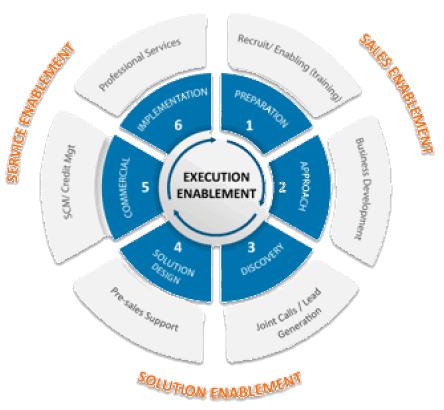 SERVICE ENABLEMENT
SALES ENABLEMENT
SOLUTION ENABLEMENT
Professional Services
Recruit/ Enabling (training)
Business Development
Joint Calls / Lead
Generation
Pre-sales Support
SCM/ Credit Mgt
EXECUTION
ENABLEMENT
PREPARATION
1
APPROACH
2
DISCOVERY
3
SOLUTION
DESIGN
4
COMMERCIAL
5
IMPLEMENTATION
6